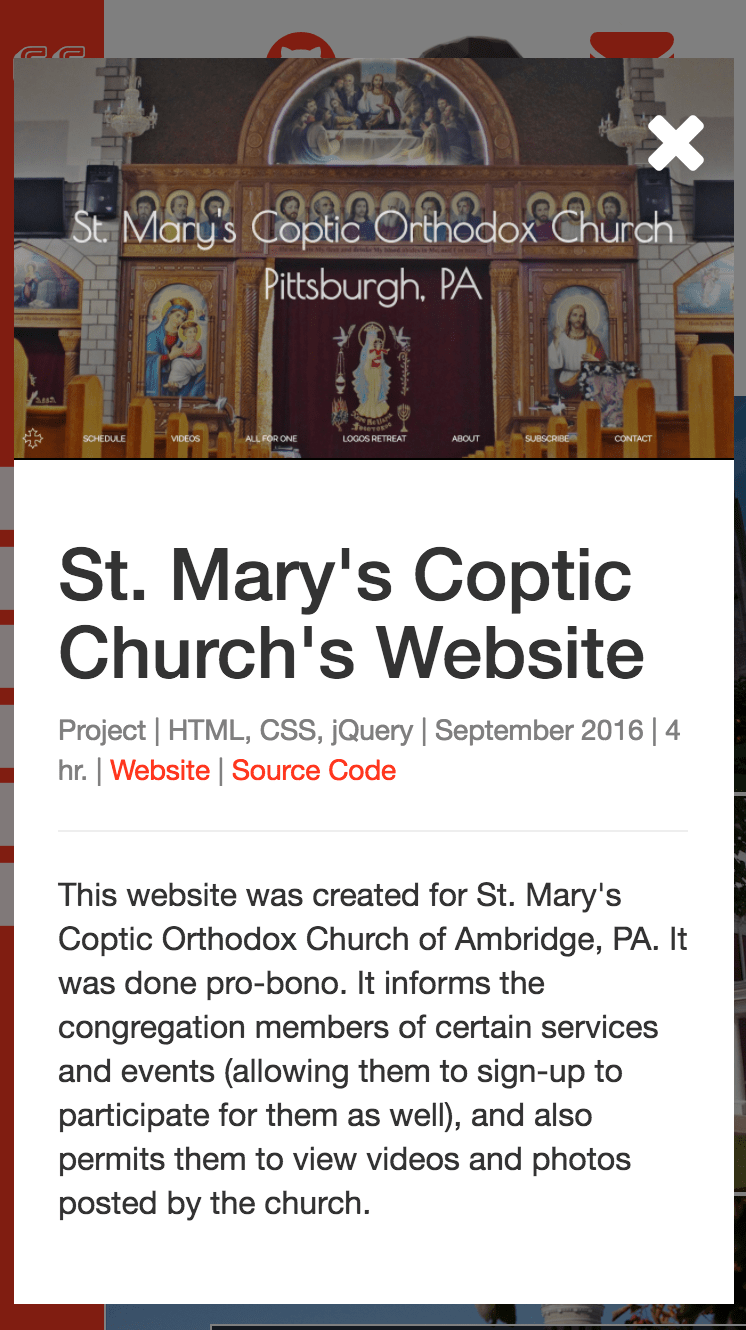 St. Mary's Coptic Orthodox Church
Pittsburgh, PA
SCHEDULE VIDEOS ALL FOR ONE LOGOS RETREAT ABOUT SUBSCRIBE CONTACT
St. Mary's Coptic
Church's Website
Project | HTML, CSS, jQuery | September 2016 | 4
hr. | Website | Source Code
This website was created for St. Mary's
Coptic Orthodox Church of Ambridge, PA. It
was done pro-bono. It informs the
congregation members of certain services
and events (allowing them to sign-up to
participate for them as well), and also
permits them to view videos and photos
posted by the church.